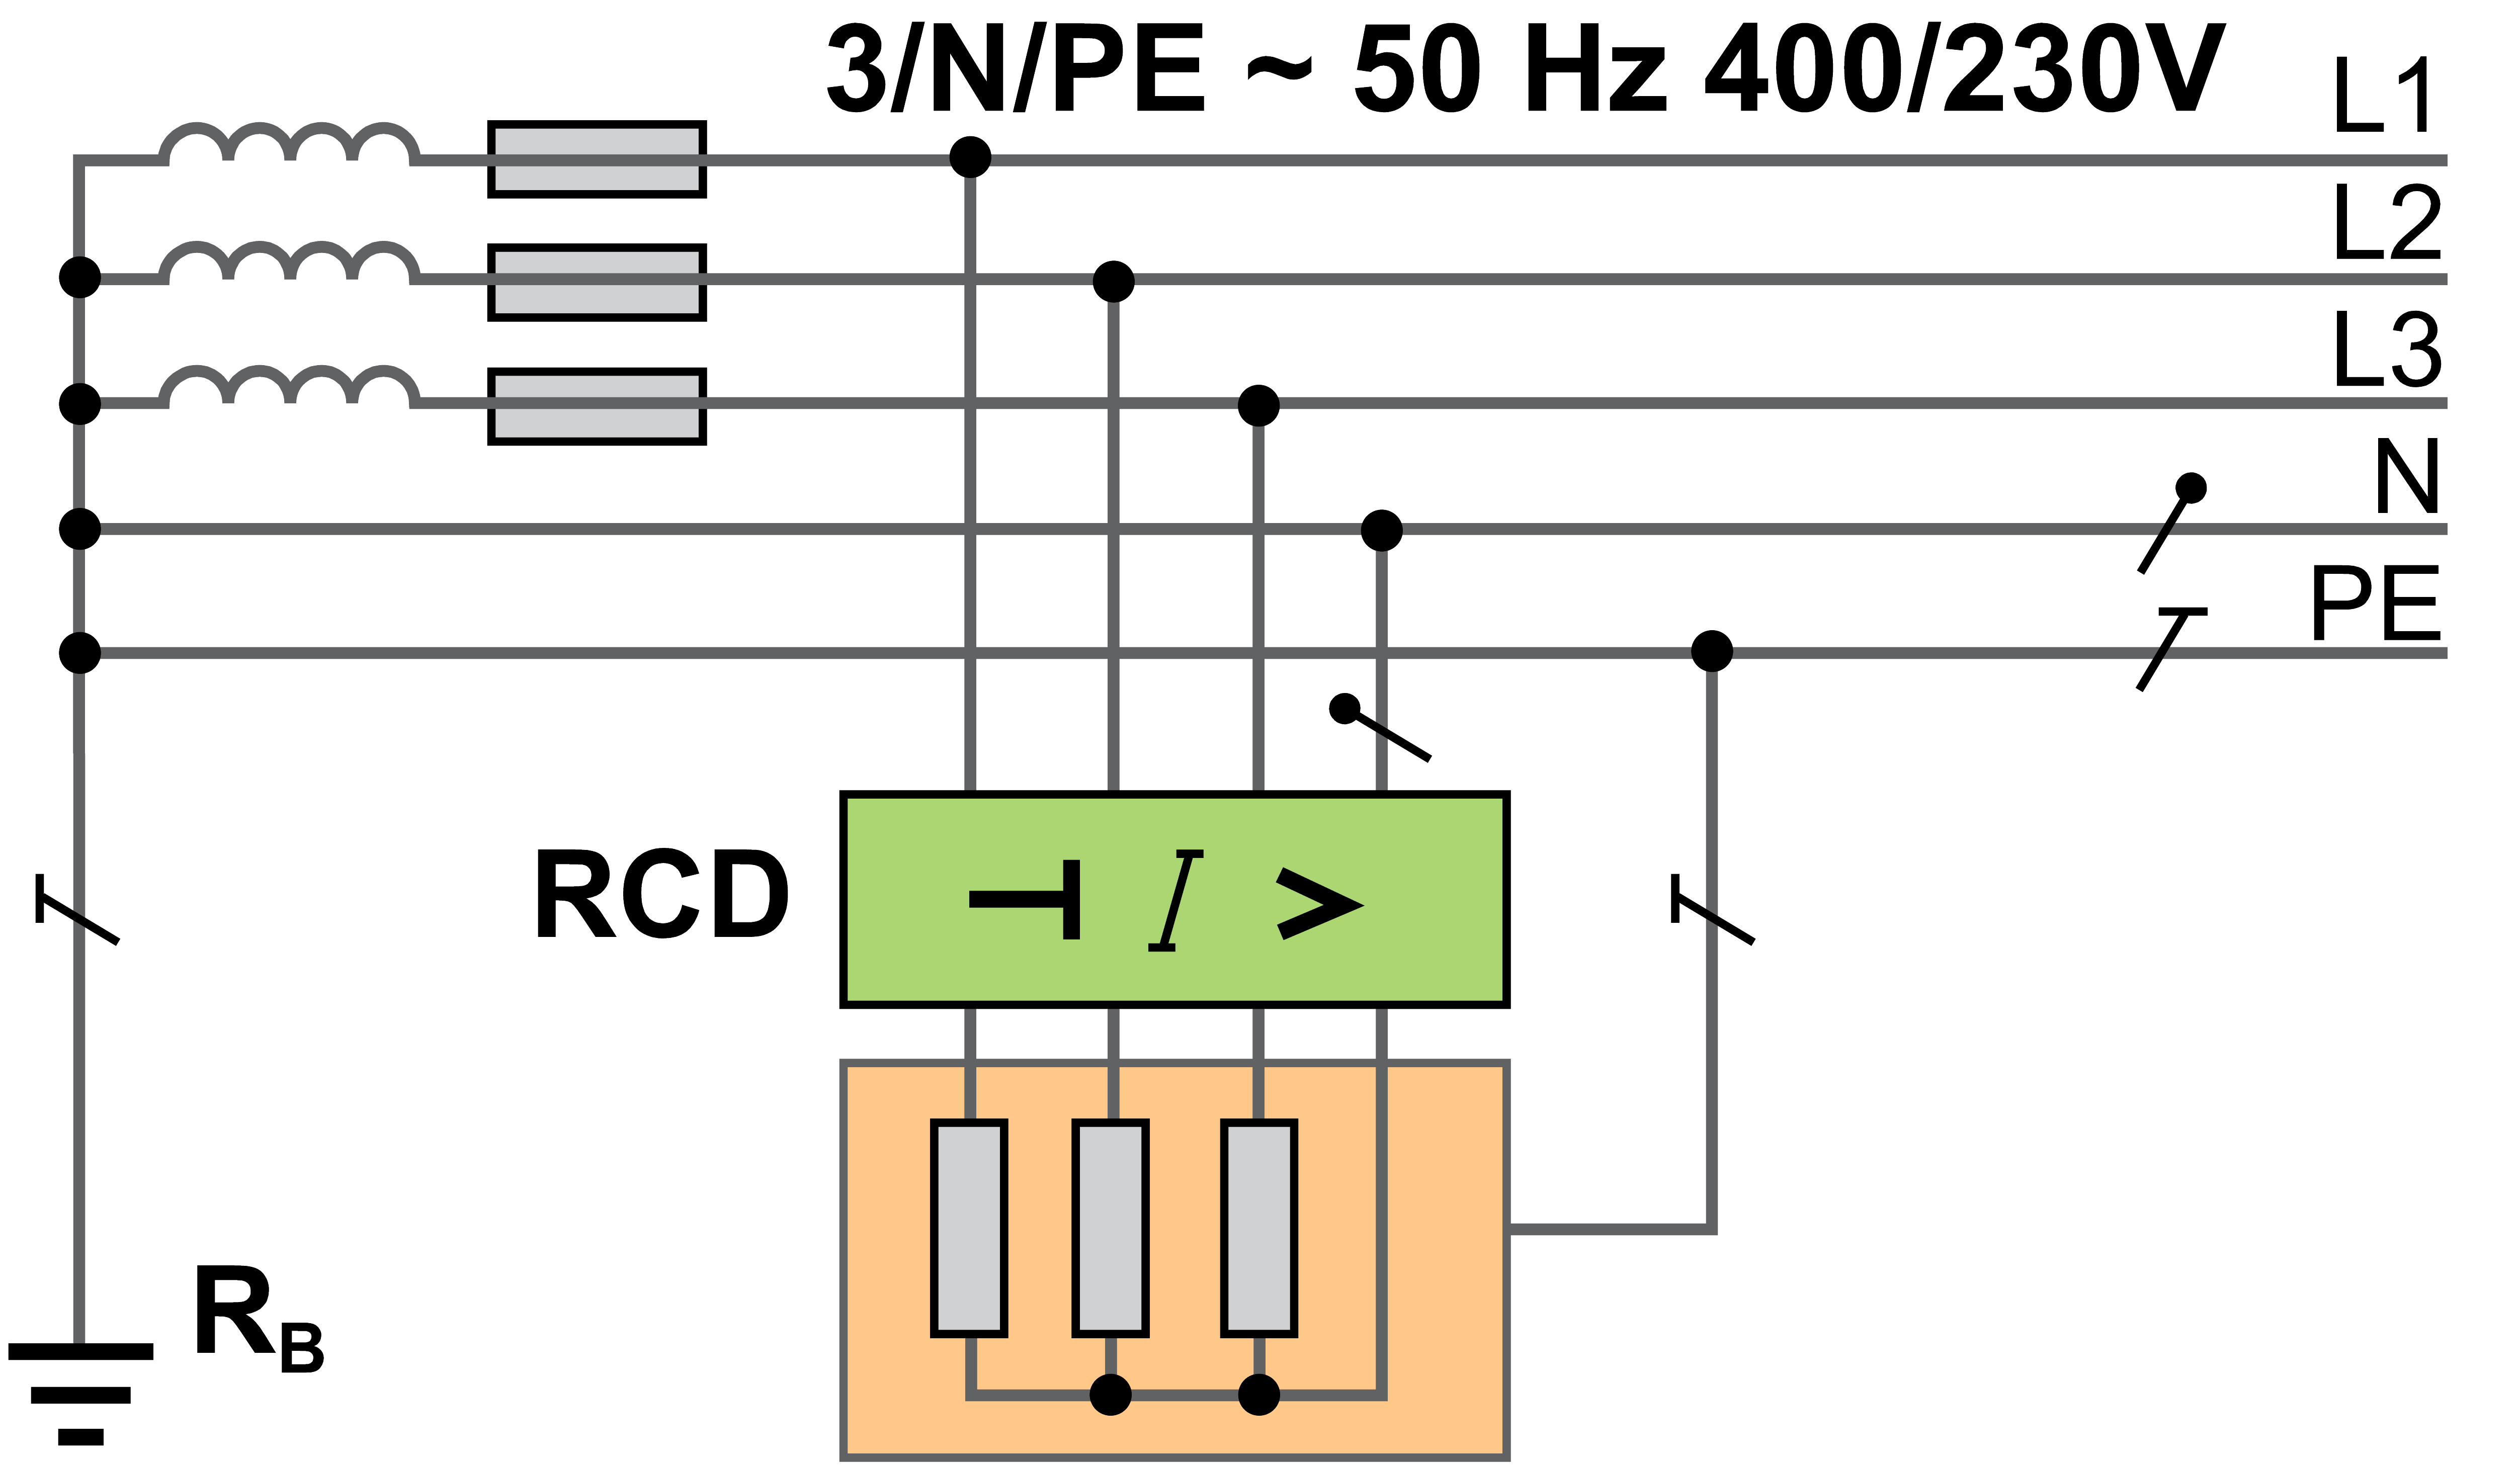 3/N/PE ~ 50 Hz 400/230V
L1
L2
L3
N
PE
RCD
I >
RB